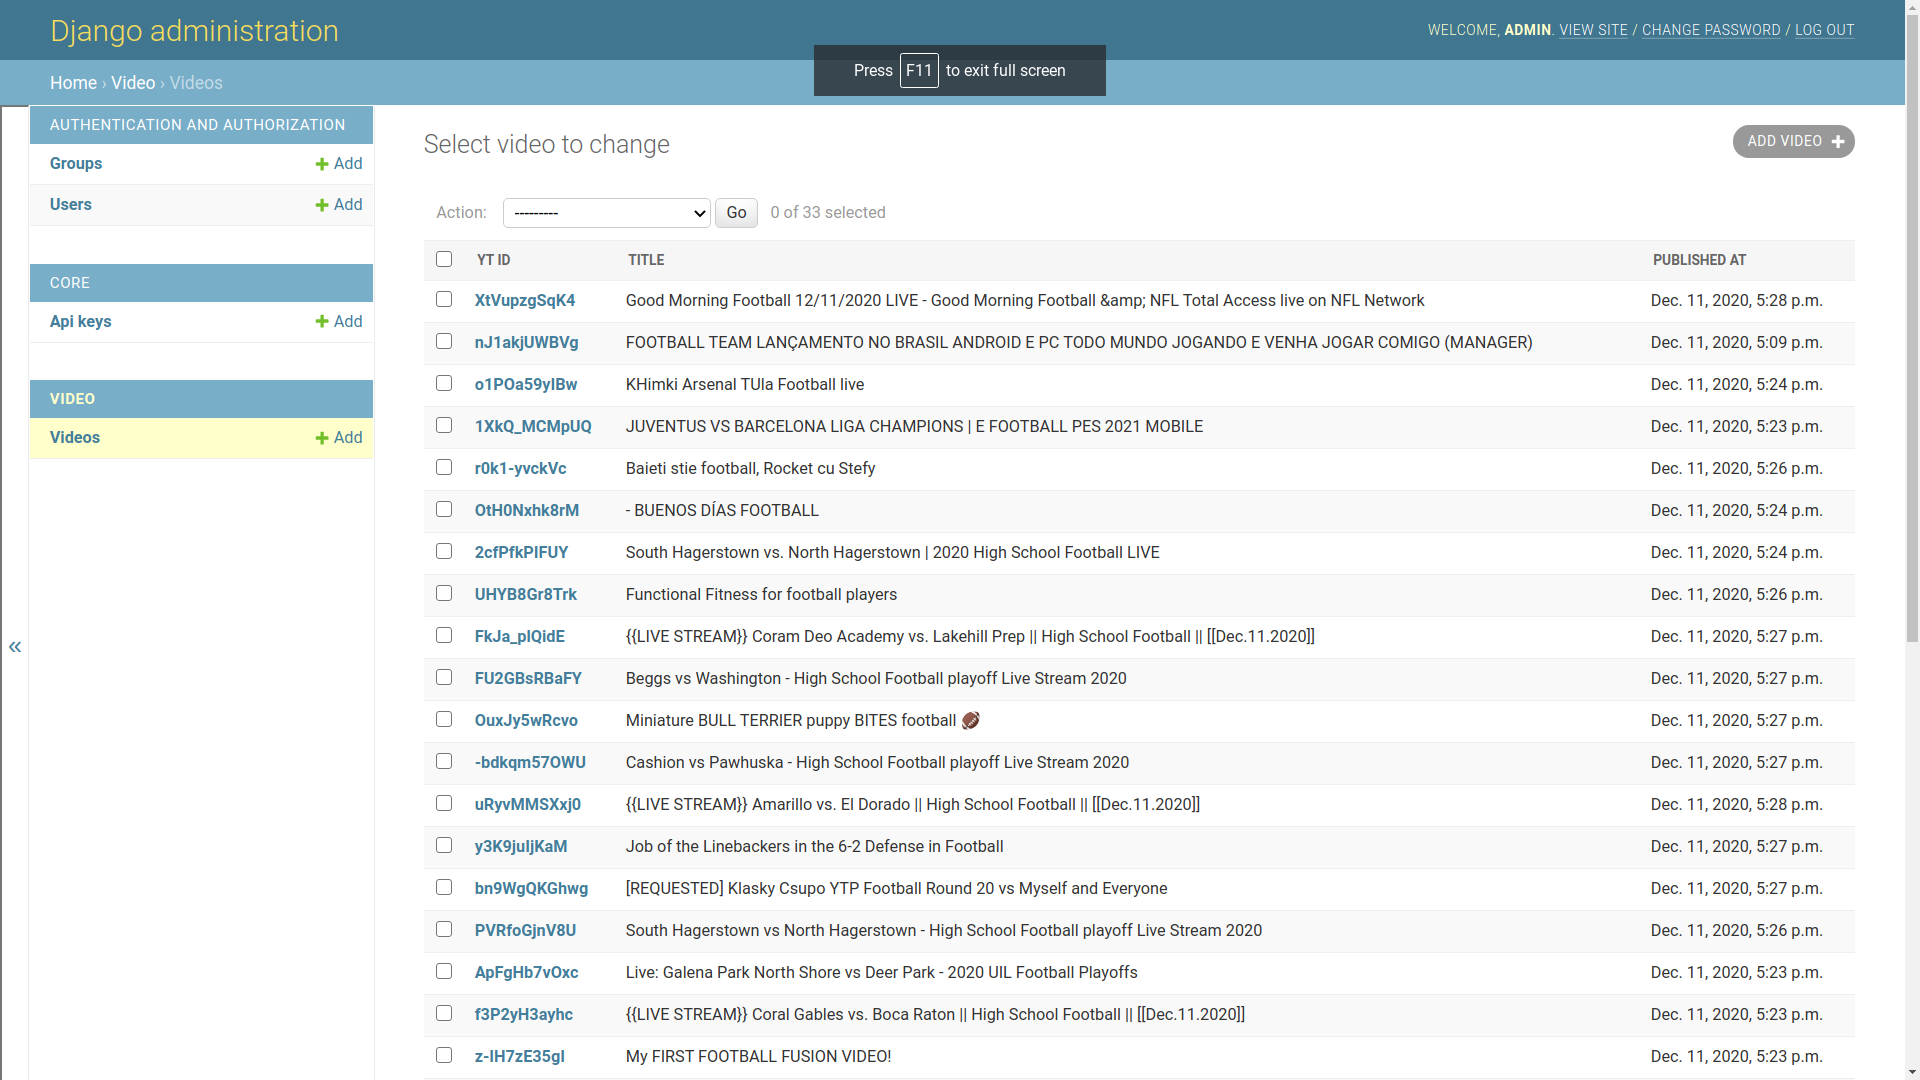 Django administration
WELCOME, ADMIN. VIEW SITE / CHANGE PASSWORD / LOG OUT
Press F11 to exit full screen
Home › Video › Videos
AUTHENTICATION AND AUTHORIZATION
Groups Add
Users Add
CORE
Api keys Add
VIDEO
Videos Add
«
Select video to change
ADD VIDEO
Action: --------- Go 0 of 33 selected
YT ID TITLE PUBLISHED AT
XtVupzgSqK4 Good Morning Football 12/11/2020 LIVE - Good Morning Football &amp; NFL Total Access live on NFL Network Dec. 11, 2020, 5:28 p.m.
nJ1akjUWBVg FOOTBALL TEAM LANÇAMENTO NO BRASIL ANDROID E PC TODO MUNDO JOGANDO E VENHA JOGAR COMIGO (MANAGER) Dec. 11, 2020, 5:09 p.m.
o1POa59yIBw KHimki Arsenal TUla Football live Dec. 11, 2020, 5:24 p.m.
1XkQ_MCMpUQ JUVENTUS VS BARCELONA LIGA CHAMPIONS | E FOOTBALL PES 2021 MOBILE Dec. 11, 2020, 5:23 p.m.
r0k1-yvckVc Baieti stie football, Rocket cu Stefy Dec. 11, 2020, 5:26 p.m.
OtH0Nxhk8rM - BUENOS DÍAS FOOTBALL Dec. 11, 2020, 5:24 p.m.
2cfPfkPIFUY South Hagerstown vs. North Hagerstown | 2020 High School Football LIVE Dec. 11, 2020, 5:24 p.m.
UHYB8Gr8Trk Functional Fitness for football players Dec. 11, 2020, 5:26 p.m.
FkJa_pIQidE {{LIVE STREAM}} Coram Deo Academy vs. Lakehill Prep || High School Football || [[Dec.11.2020]] Dec. 11, 2020, 5:27 p.m.
FU2GBsRBaFY Beggs vs Washington - High School Football playoff Live Stream 2020 Dec. 11, 2020, 5:27 p.m.
OuxJy5wRcvo Miniature BULL TERRIER puppy BITES football 🏈 Dec. 11, 2020, 5:27 p.m.
-bdkqm57OWU Cashion vs Pawhuska - High School Football playoff Live Stream 2020 Dec. 11, 2020, 5:27 p.m.
uRyvMMSXxj0 {{LIVE STREAM}} Amarillo vs. El Dorado || High School Football || [[Dec.11.2020]] Dec. 11, 2020, 5:28 p.m.
y3K9juIjKaM Job of the Linebackers in the 6-2 Defense in Football Dec. 11, 2020, 5:27 p.m.
bn9WgQKGhwg [REQUESTED] Klasky Csupo YTP Football Round 20 vs Myself and Everyone Dec. 11, 2020, 5:27 p.m.
PVRfoGjnV8U South Hagerstown vs North Hagerstown - High School Football playoff Live Stream 2020 Dec. 11, 2020, 5:26 p.m.
ApFgHb7vOxc Live: Galena Park North Shore vs Deer Park - 2020 UIL Football Playoffs Dec. 11, 2020, 5:23 p.m.
f3P2yH3ayhc {{LIVE STREAM}} Coral Gables vs. Boca Raton || High School Football || [[Dec.11.2020]] Dec. 11, 2020, 5:23 p.m.
z-IH7zE35gI My FIRST FOOTBALL FUSION VIDEO! Dec. 11, 2020, 5:23 p.m.